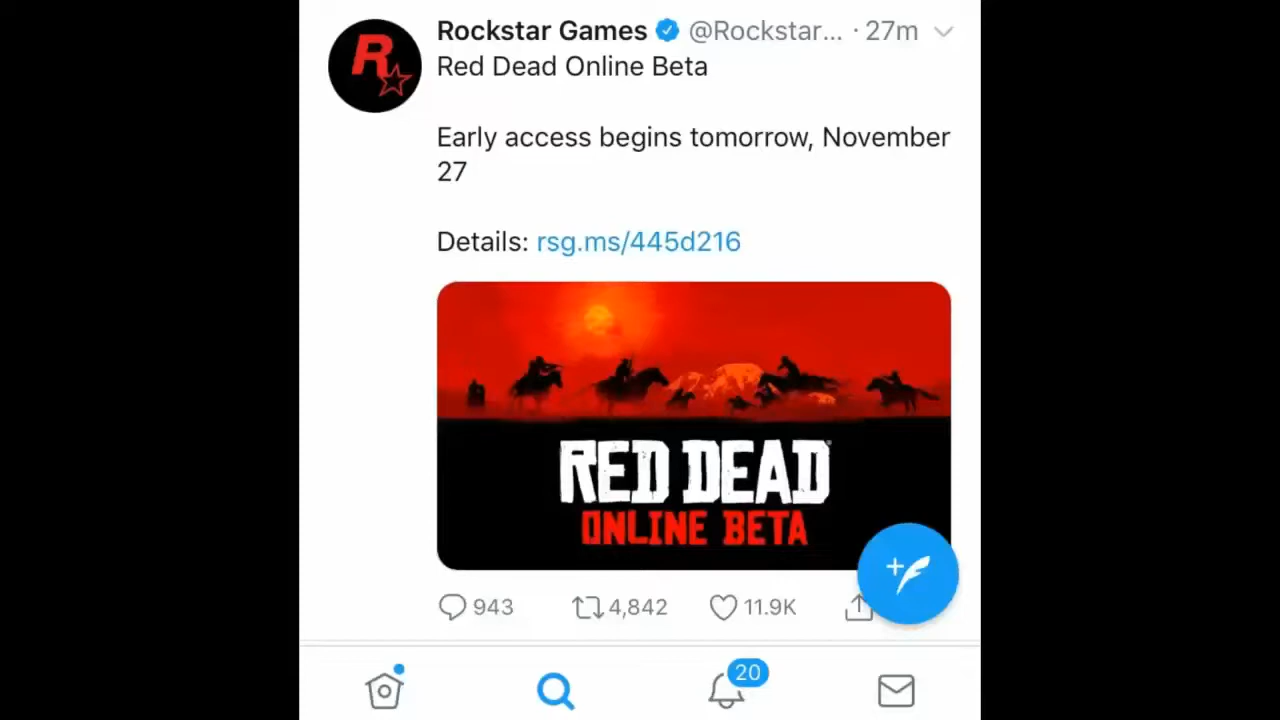 Rockstar Games @Rockstar... · 27m
Red Dead Online Beta
Early access begins tomorrow, November
27
Details: rsg.ms/445d216
RED DEAD
ONLINE BETA
943 4,842 11.9K
20